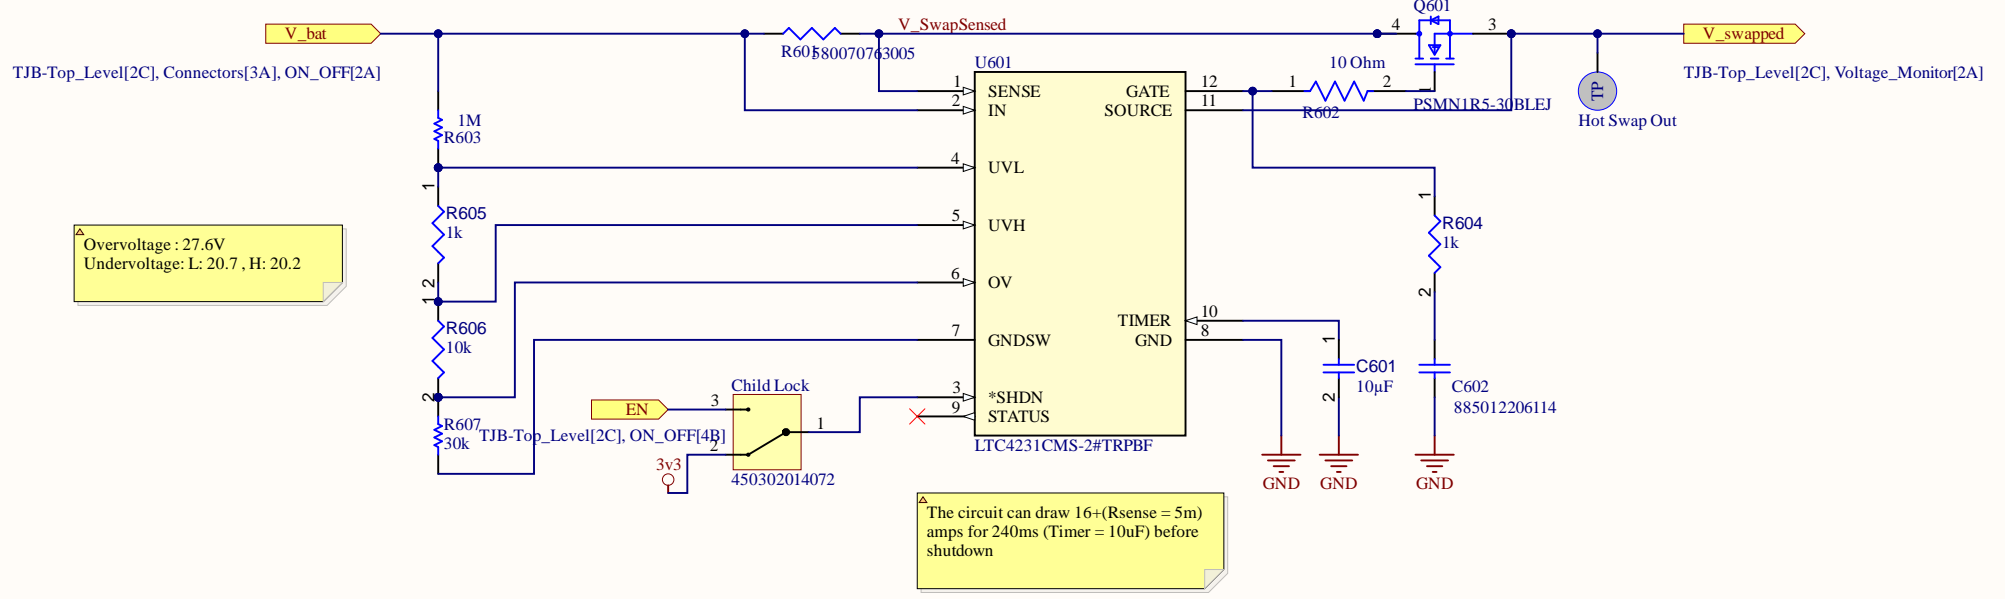 Q601
V_bat
V_SwapSensed
4
3
V_swapped
R601
580070763005
TJB-Top_Level[2C], Connectors[3A], ON_OFF[2A]
U601
10 Ohm
TJB-Top_Level[2C], Voltage_Monitor[2A]
1
SENSE
GATE
12
1
2
1
TP
2
IN
SOURCE
11
R602
PSMN1R5-30BLEJ
Hot Swap Out
1M
R603
4
UVL
1
R605
1k
2
5
UVH
1
R604
1k
2
Overvoltage : 27.6V
Undervoltage: L: 20.7 , H: 20.2
6
OV
1
R606
10k
2
7
GNDSW
TIMER
10
GND
8
1
C601
10µF
2
C602
885012206114
Child Lock
3
EN
1
2
3
*SHDN
9
STATUS
R607
30k
TJB-Top_Level[2C], ON_OFF[4B]
3v3
450302014072
LTC4231CMS-2#TRPBF
GND
GND
GND
The circuit can draw 16+(Rsense = 5m)
amps for 240ms (Timer = 10uF) before
shutdown